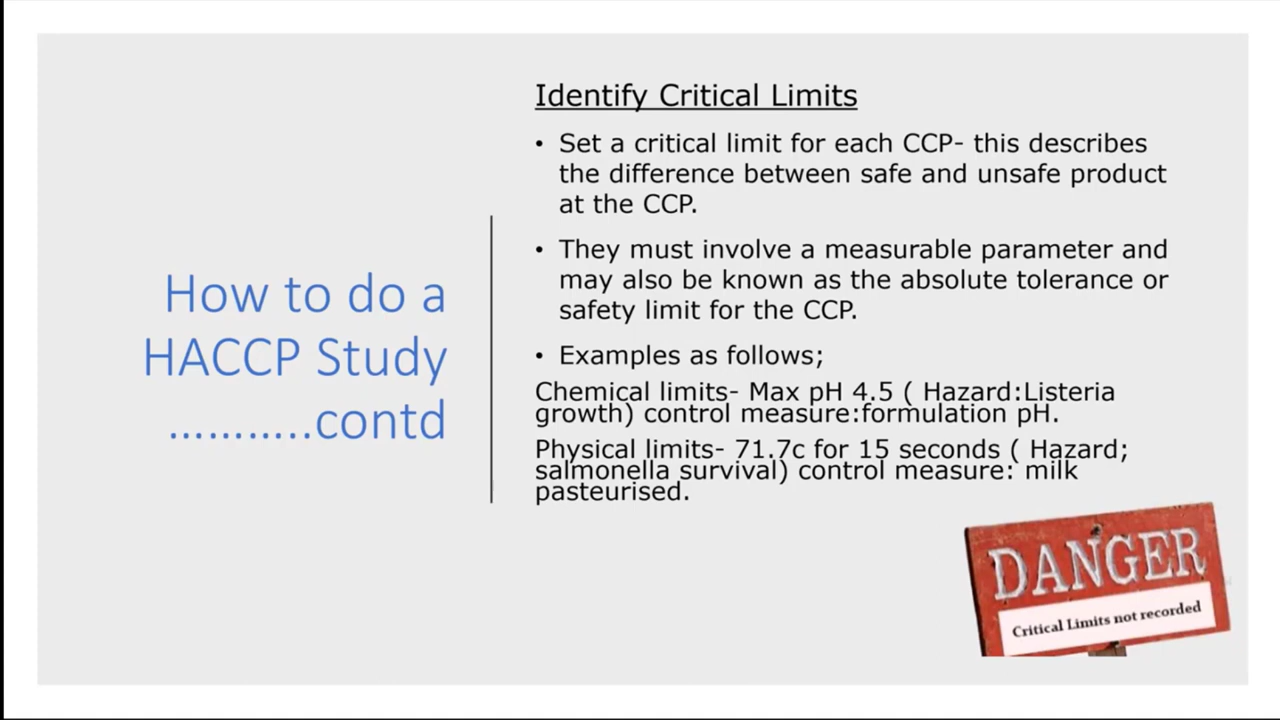 How to do a
HACCP Study
………..contd
Identify Critical Limits
• Set a critical limit for each CCP- this describes
the difference between safe and unsafe product
at the CCP.
• They must involve a measurable parameter and
may also be known as the absolute tolerance or
safety limit for the CCP.
• Examples as follows;
Chemical limits- Max pH 4.5 ( Hazard:Listeria
growth) control measure:formulation pH.
Physical limits- 71.7c for 15 seconds ( Hazard;
salmonella survival) control measure: milk
pasteurised.
DANGER
Critical Limits not recorded